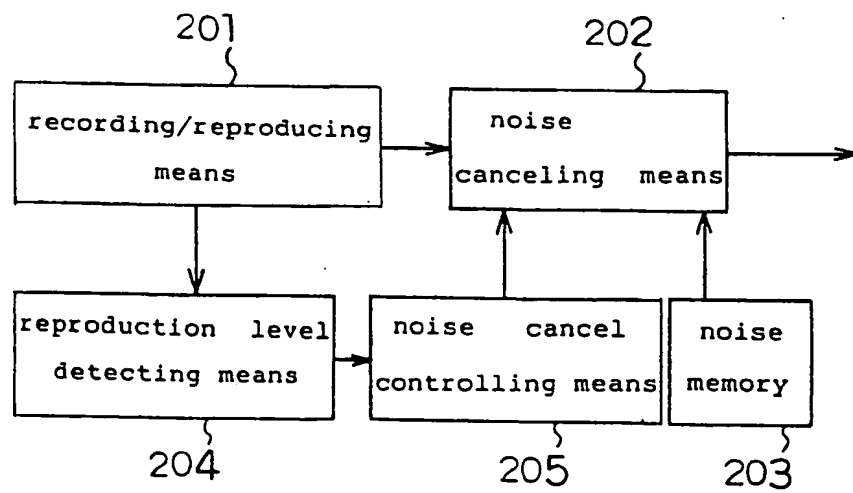 201
202
recording/reproducing
means
noise
canceling means
reproduction level
detecting means
noise cancel
controlling means
noise
memory
204
205
203